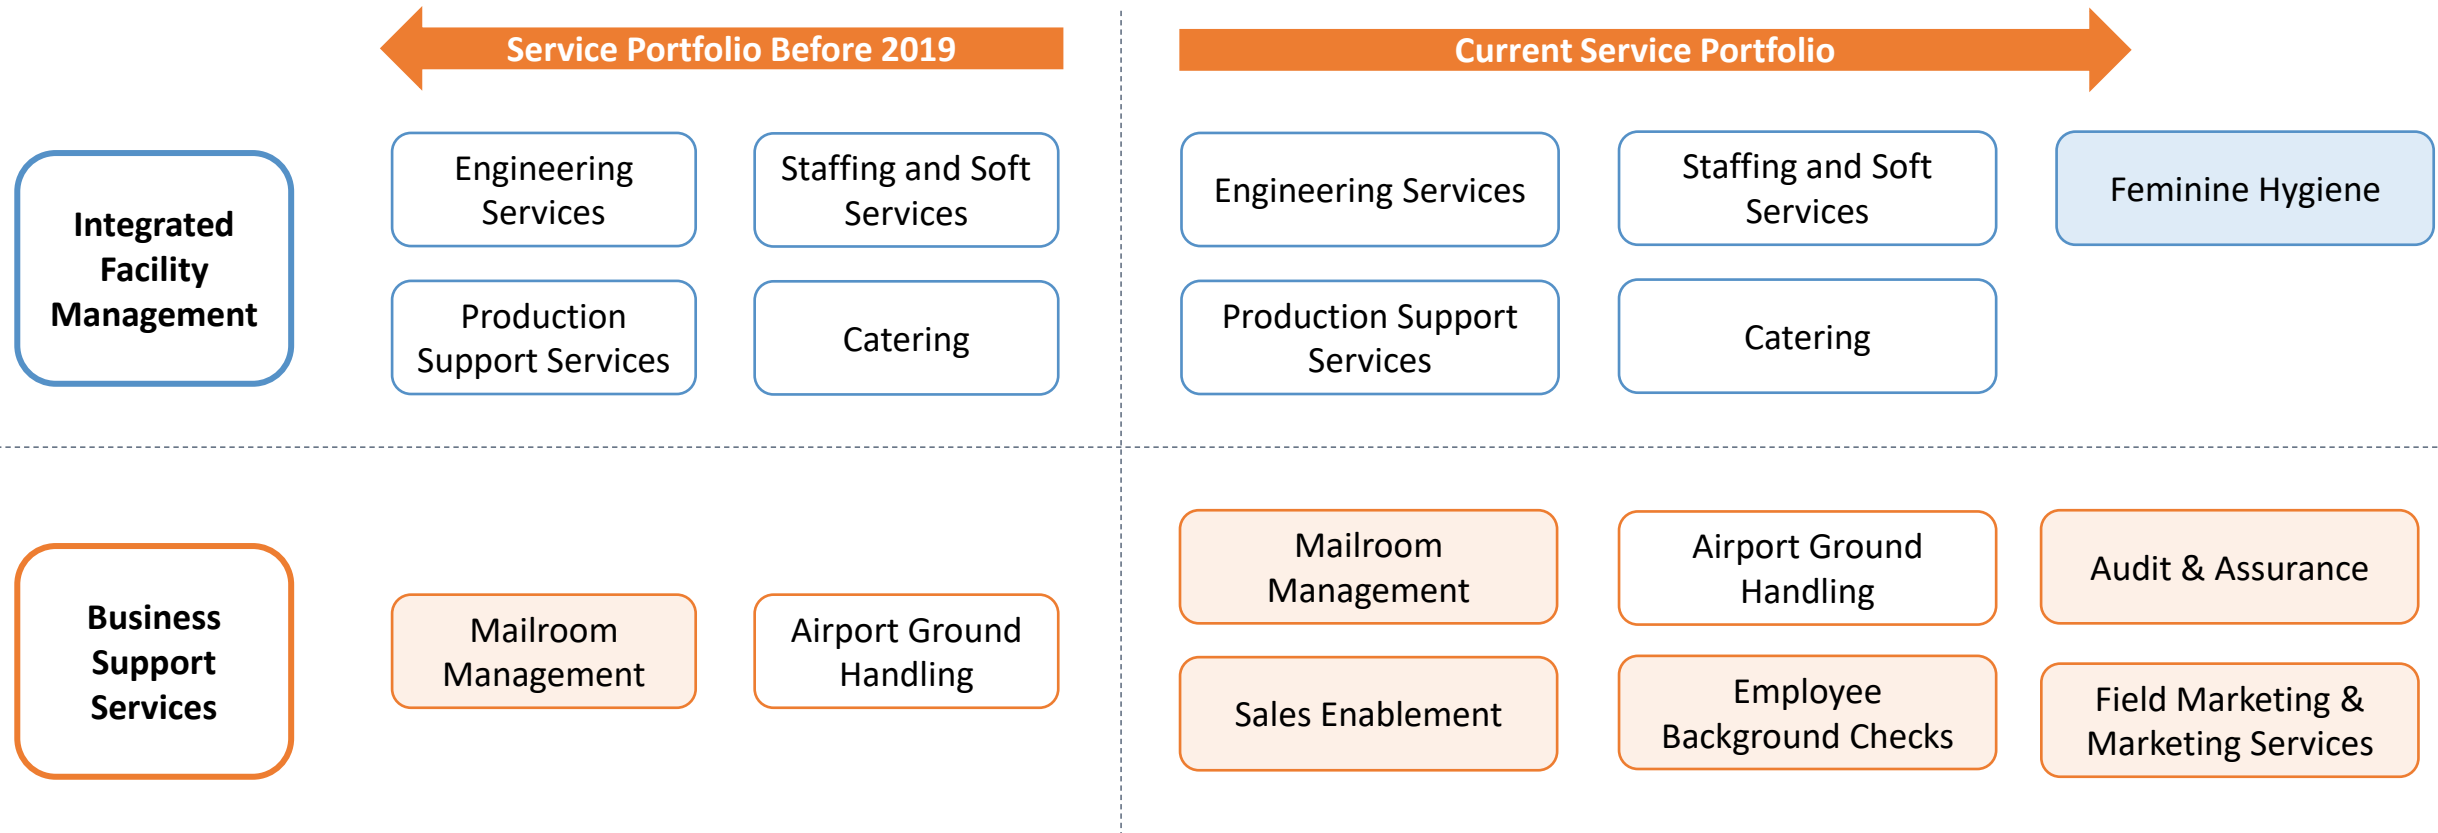 Service Portfolio Before 2019
Current Service Portfolio
Integrated
Facility
Management
Engineering
Services
Staffing and Soft
Services
Production
Support Services
Catering
Engineering Services
Staffing and Soft
Services
Feminine Hygiene
Production Support
Services
Catering
Business
Support
Services
Mailroom
Management
Airport Ground
Handling
Mailroom
Management
Airport Ground
Handling
Audit & Assurance
Sales Enablement
Employee
Background Checks
Field Marketing &
Marketing Services